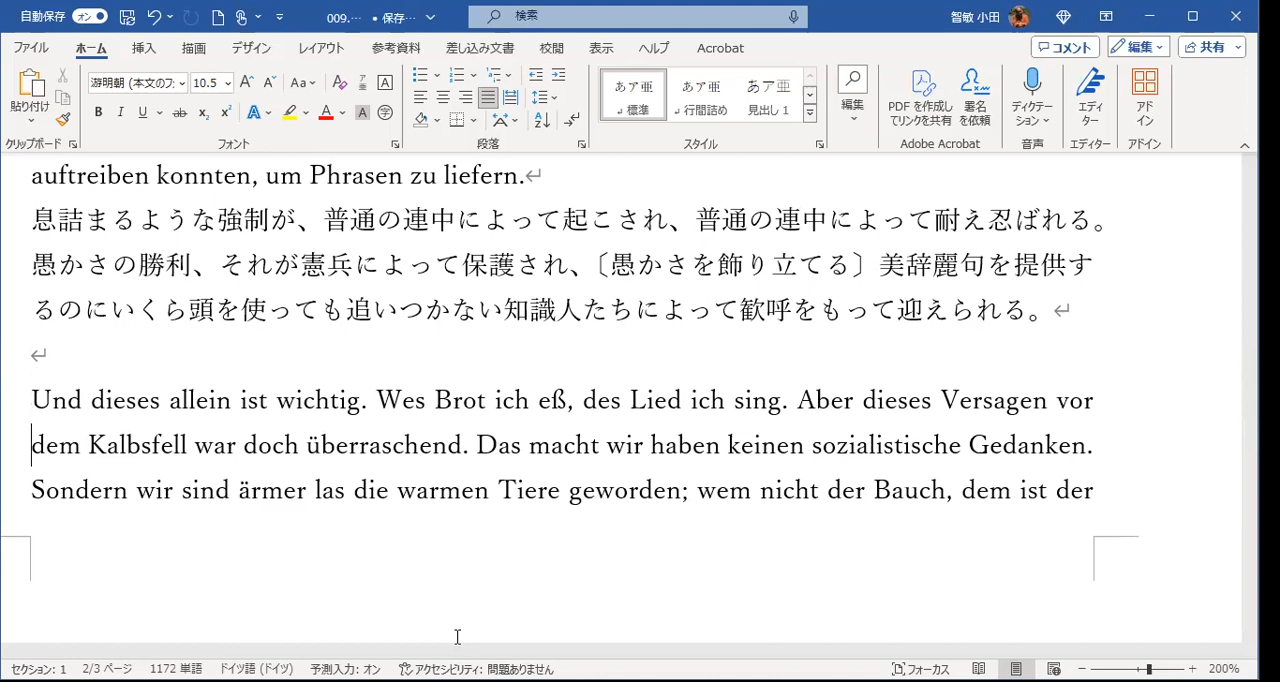 自動保存 オン 009.… • 保存… 検索 智敏 小田
ファイル ホーム 挿入 描画 デザイン レイアウト 参考資料 差し込み文書 校閲 表示 ヘルプ Acrobat コメント 編集 共有
貼り付け 游明朝 (本文のフ 10.5 A A Aa A A
B I U ab x₂ x² A A A 字
あア亜 標準 あア亜 行間詰め あア亜 見出し 1
編集 PDF を作成してリンクを共有 署名を依頼 ディクテーション エディター アドイン
クリップボード フォント 段落 スタイル Adobe Acrobat 音声 エディター アドイン
auftreiben konnten, um Phrasen zu liefern.↵
息詰まるような強制が、普通の連中によって起こされ、普通の連中によって耐え忍ばれる。
愚かさの勝利、それが憲兵によって保護され、〔愚かさを飾り立てる〕美辞麗句を提供す
るのにいくら頭を使っても追いつかない知識人たちによって歓呼をもって迎えられる。↵
↵
Und dieses allein ist wichtig. Wes Brot ich eß, des Lied ich sing. Aber dieses Versagen vor
dem Kalbsfell war doch überraschend. Das macht wir haben keinen sozialistische Gedanken.
Sondern wir sind ärmer las die warmen Tiere geworden; wem nicht der Bauch, dem ist der
セクション: 1 2/3 ページ 1172 単語 ドイツ語 (ドイツ) 予測入力: オン アクセシビリティ: 問題ありません フォーカス − + 200%